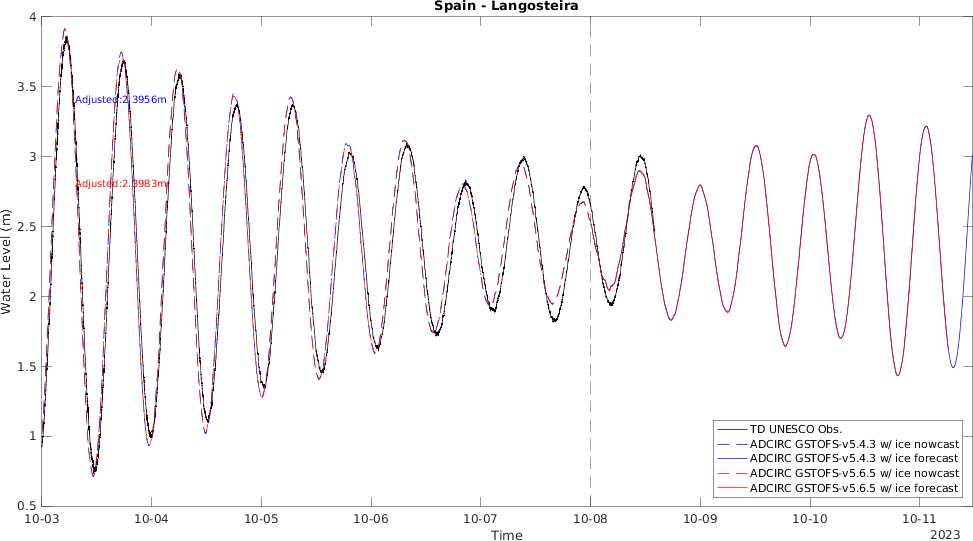 Spain - Langosteira
4
3.5
3
2.5
2
1.5
1
0.5
Water Level (m)
Adjusted:2.3956m
Adjusted:2.3983m
TD UNESCO Obs.
ADCIRC GSTOFS-v5.4.3 w/ ice nowcast
ADCIRC GSTOFS-v5.4.3 w/ ice forecast
ADCIRC GSTOFS-v5.6.5 w/ ice nowcast
ADCIRC GSTOFS-v5.6.5 w/ ice forecast
10-03 10-04 10-05 10-06 10-07 10-08 10-09 10-10 10-11
Time
2023